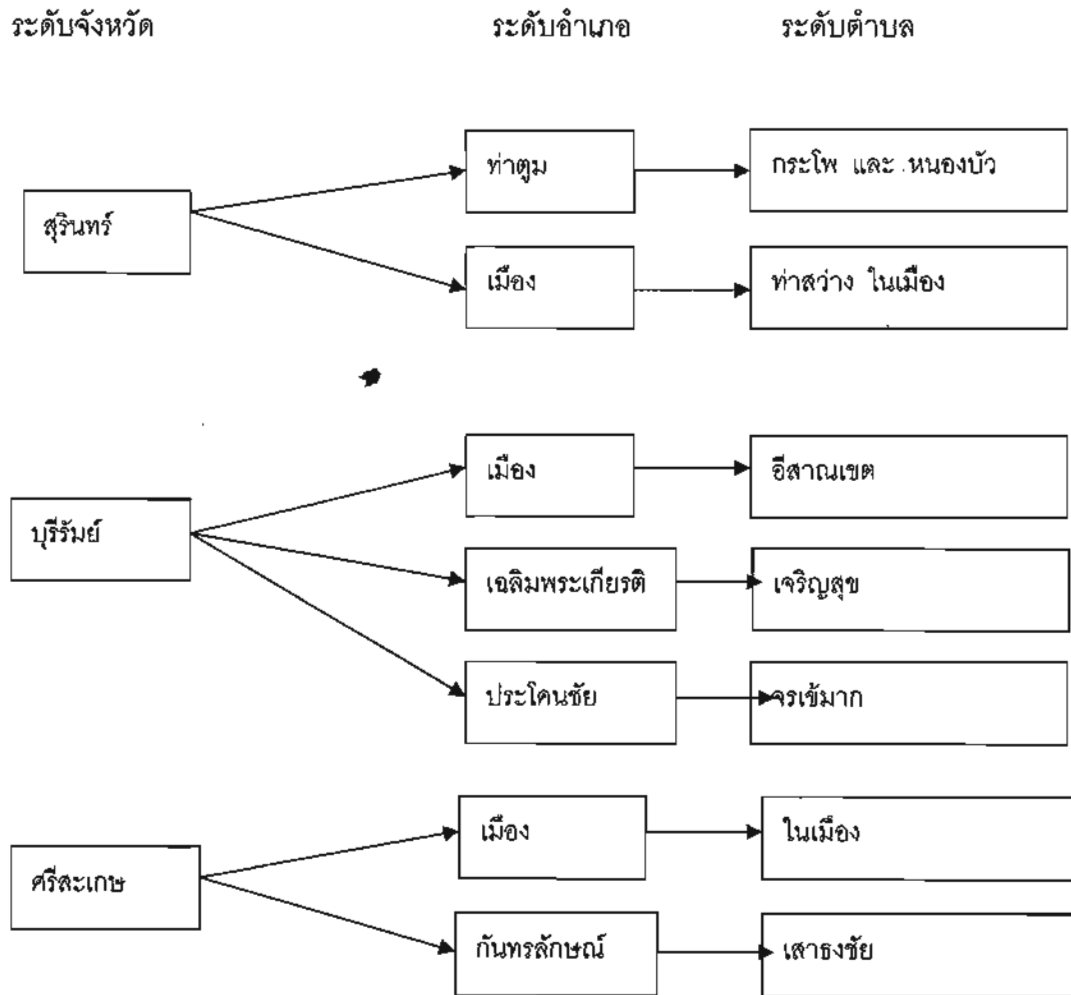 ระดับจังหวัด ระดับอำเภอ ระดับตำบล
ท่าตูม กระโพ และ หนองบัว
สุรินทร์
เมือง ท่าสว่าง ในเมือง
เมือง อีสาณเขต
บุรีรัมย์
เฉลิมพระเกียรติ เจริญสุข
ประโคนชัย จรเข้มาก
เมือง ในเมือง
ศรีสะเกษ
กันทรลักษณ์ เสาธงชัย